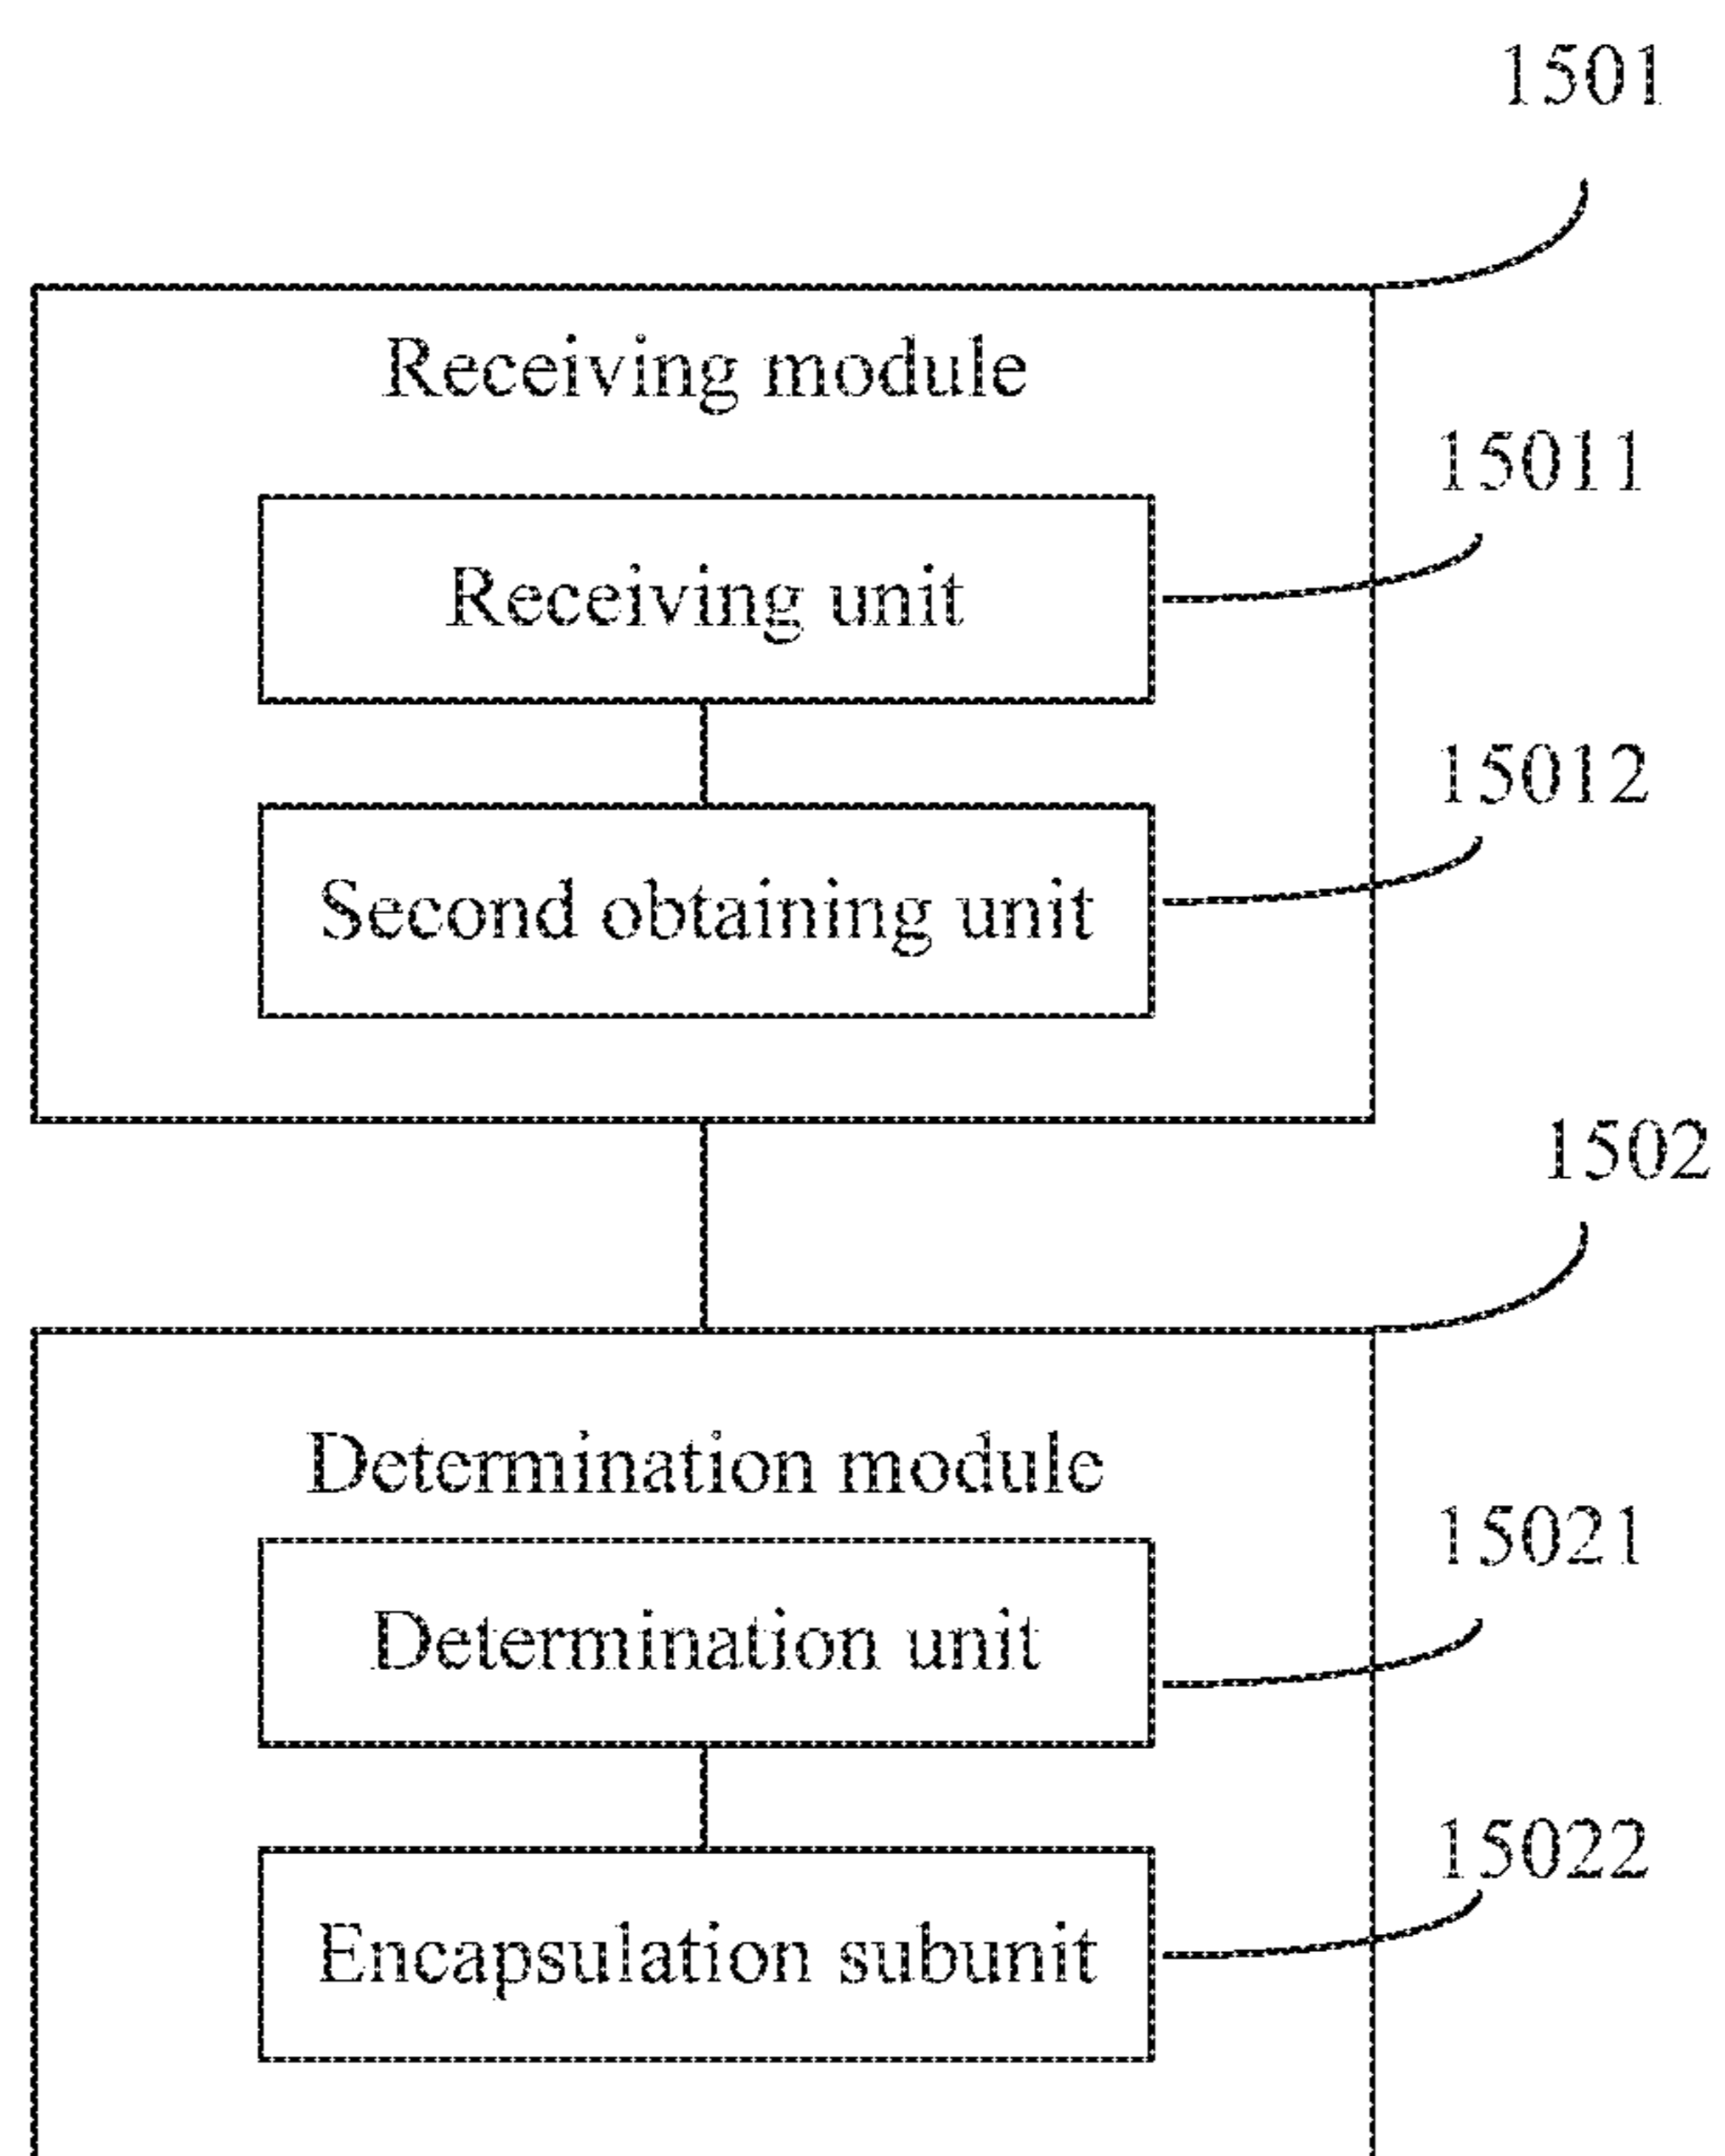 1501
Receiving module
15011
Receiving unit
15012
Second obtaining unit
1502
Determination module
15021
Determination unit
15022
Encapsulation subunit